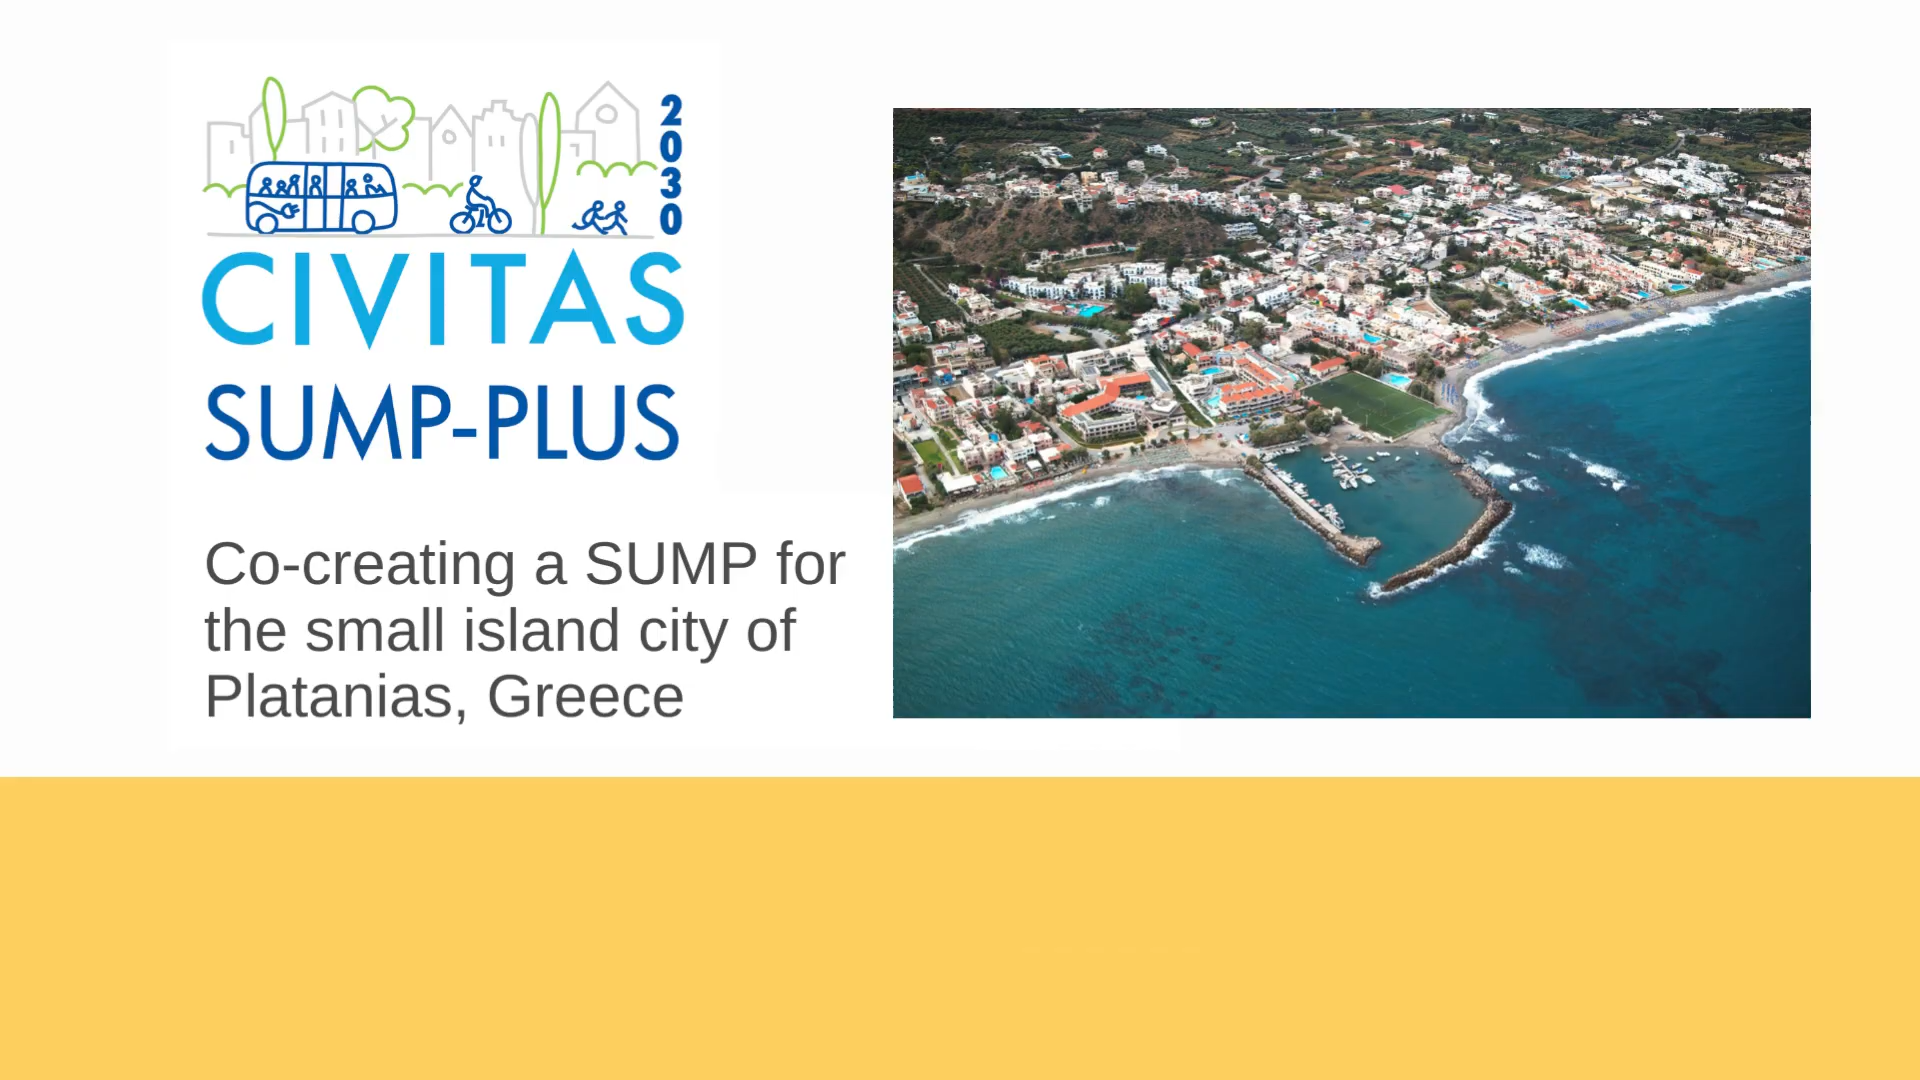 2030
CIVITAS
SUMP-PLUS
Co-creating a SUMP for
the small island city of
Platanias, Greece